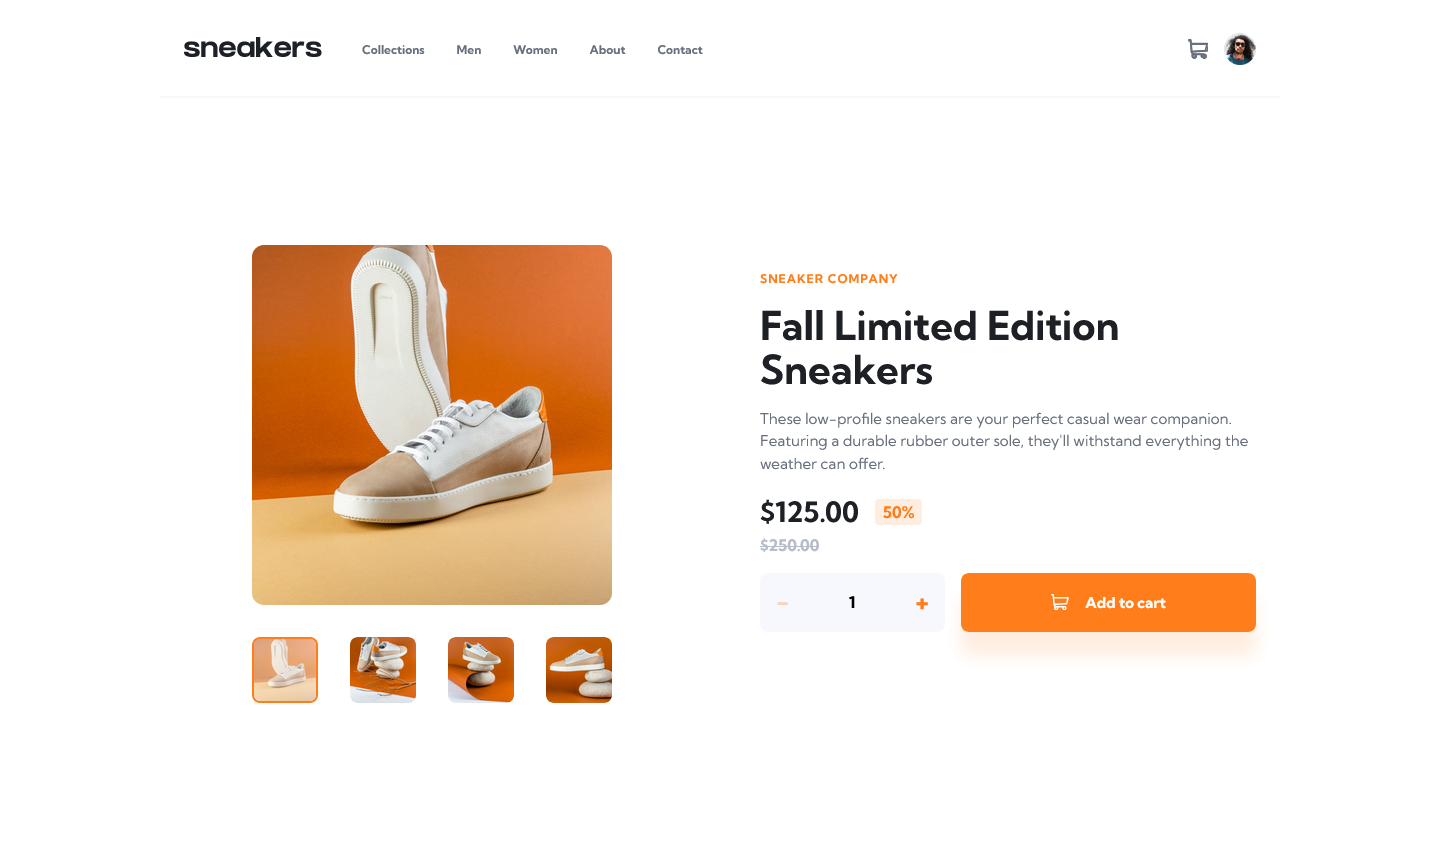 sneakers
Collections Men Women About Contact
SNEAKER COMPANY
Fall Limited Edition
Sneakers
These low-profile sneakers are your perfect casual wear companion.
Featuring a durable rubber outer sole, they'll withstand everything the
weather can offer.
$125.00 50%
$250.00
1
Add to cart